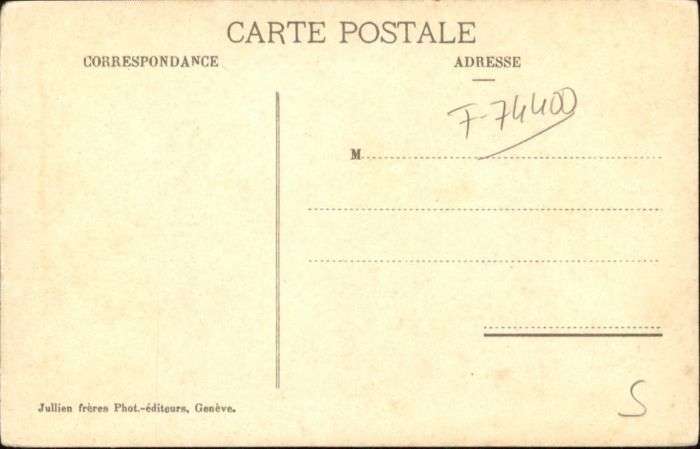 CARTE POSTALE
CORRESPONDANCE
ADRESSE
F-74400
M
Jullien frères Phot.-éditeurs, Genève.
S